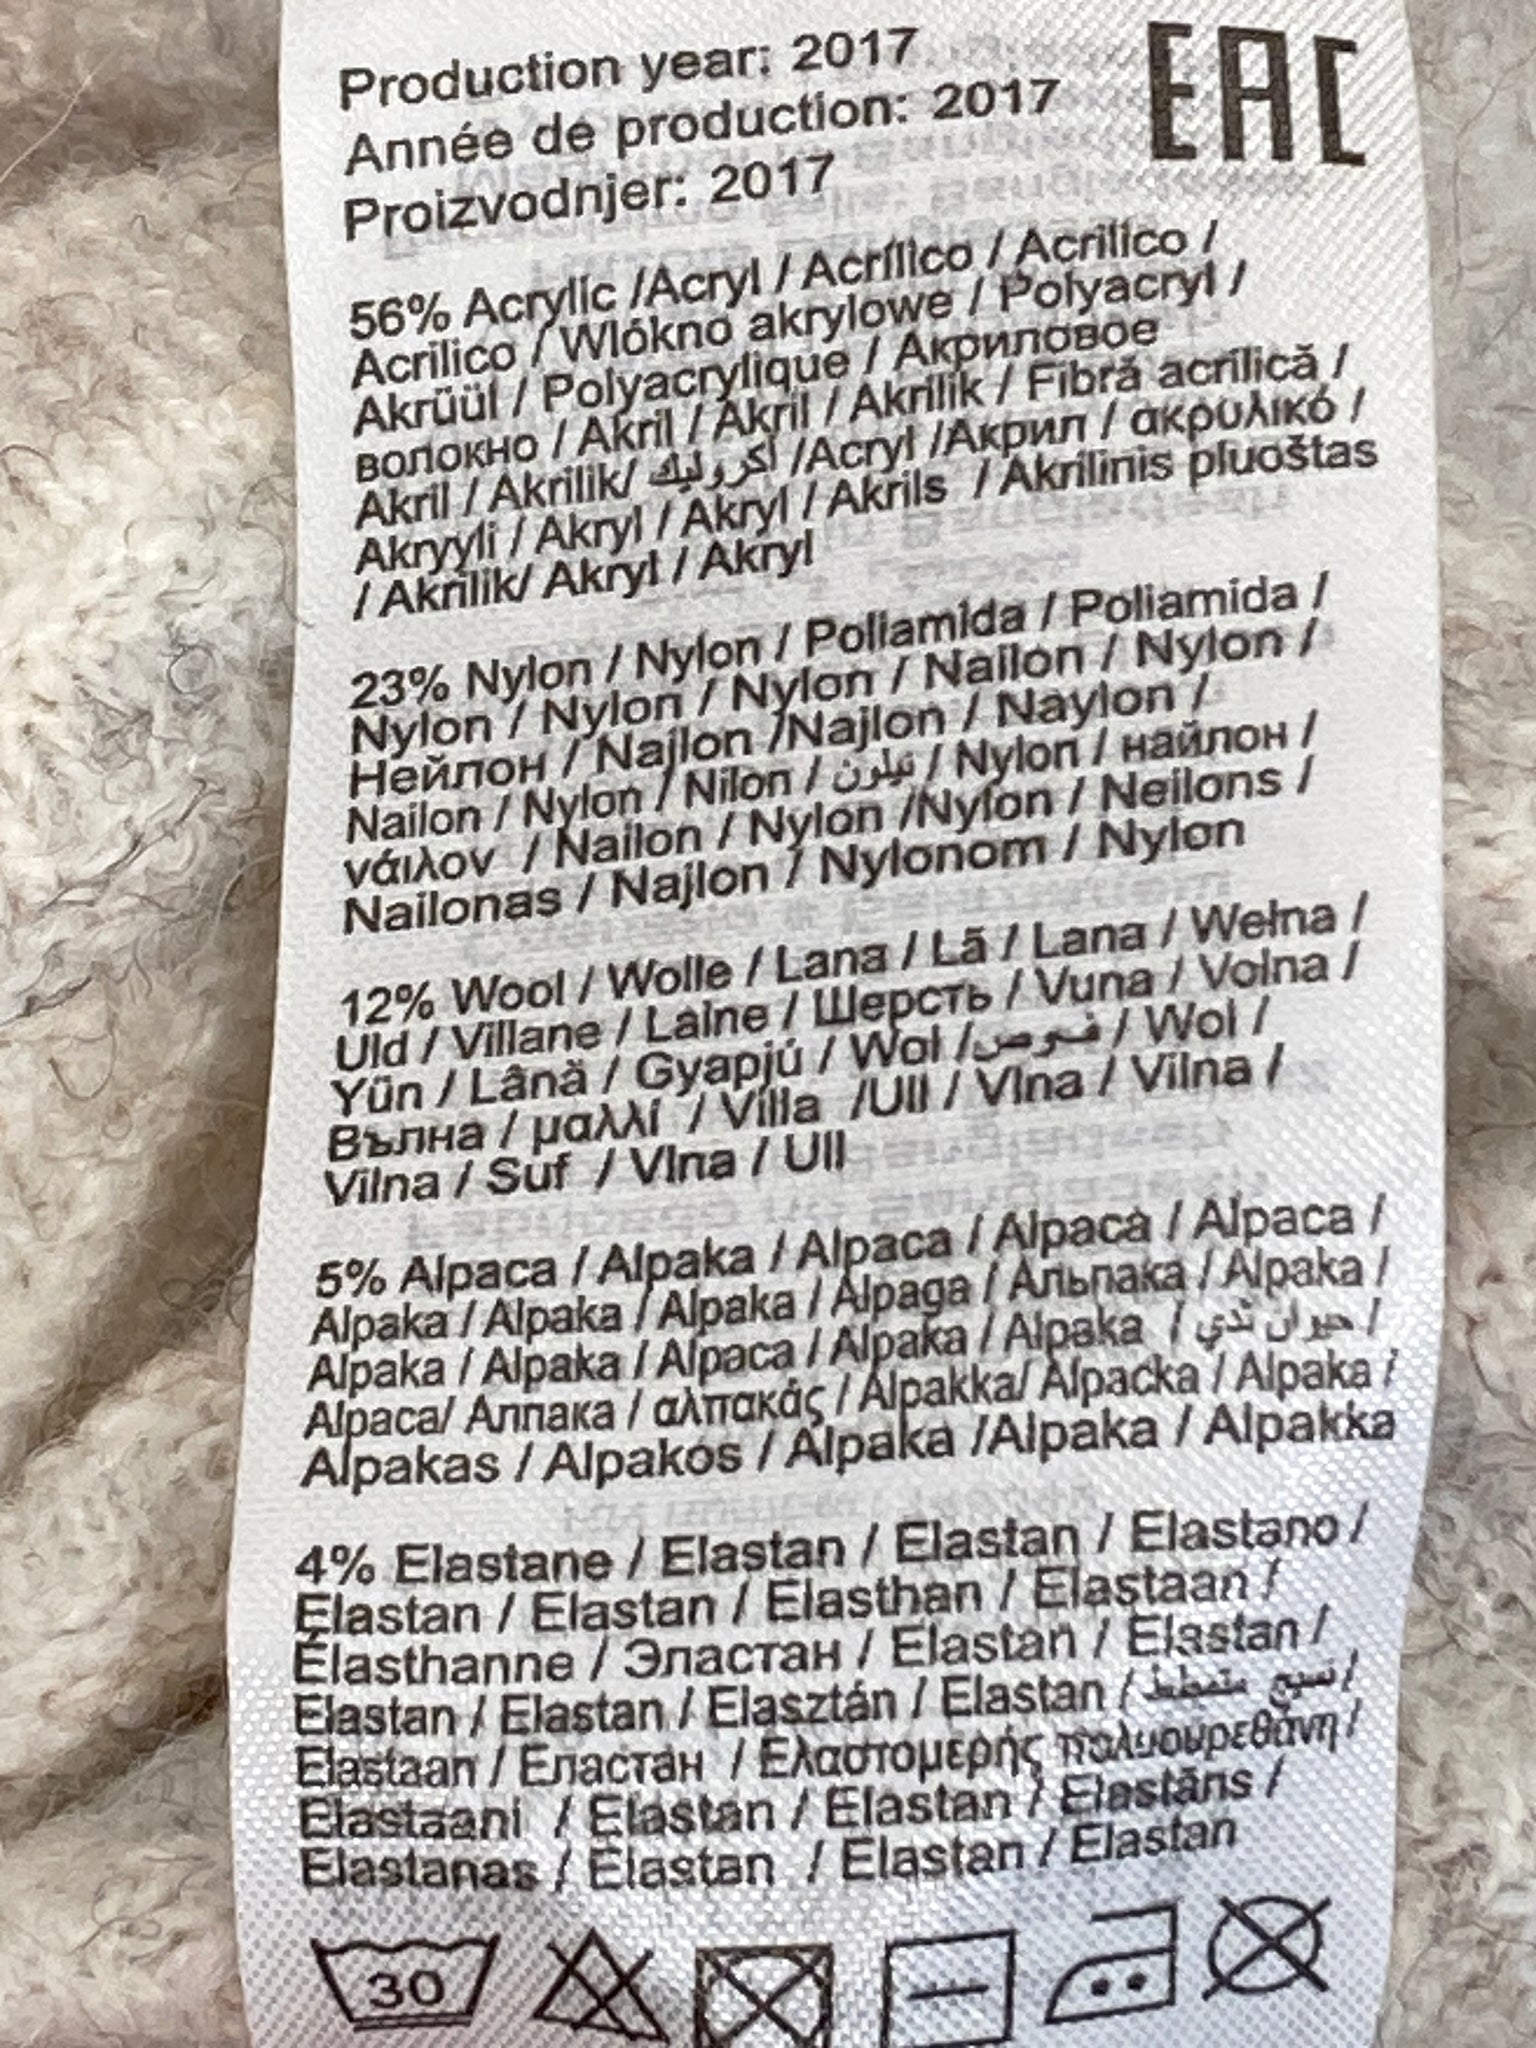 Production year: 2017
EAC
Année de production: 2017
Proizvodnjer: 2017
56% Acrylic /Acryl / Acrílico / Acrilico /
Acrilico / Wlókno akrylowe / Polyacryl /
Akrüül / Polyacrylique / Акриловое
волокно / Akril / Akril / Akrilik / Fibră acrilică /
Akril / Akrilik/ اكروليك /Acryl /Акрил / ακρυλικό /
Akryyli / Akryl / Akryl / Akrils / Akrilinis pluoštas
/ Akrilik/ Akryl / Akryl
23% Nylon / Nylon / Poliamida / Poliamida /
Nylon / Nylon / Nylon / Nailon / Nylon /
Нейлон / Najlon /Najlon / Naylon /
Nailon / Nylon / Nilon / نيلون / Nylon / найлон /
νάιλον / Nailon / Nylon /Nylon / Neilons /
Nailonas / Najlon / Nylonom / Nylon
12% Wool / Wolle / Lana / Lã / Lana / Wełna /
Uld / Villane / Laine / Шерсть / Vuna / Volna /
Yün / Lână / Gyapjú / Wol / / Wol /
Вълна / μαλλί / Villa /Ull / Vlna / Vilna /
Vilna / Suf / Vlna / Ull
5% Alpaca / Alpaka / Alpaca / Alpaca / Alpaca /
Alpaka / Alpaka / Alpaka / Alpaga / Альпака / Alpaka /
Alpaka / Alpaka / Alpaca / Alpaka / Alpaka / حيوان ثدي /
Alpaca/ Алпака / αλπακάς / Alpakka/ Alpacka / Alpaka /
Alpakas / Alpakos / Alpaka /Alpaka / Alpakka
4% Elastane / Elastan / Elastan / Elastano /
Elastan / Elastan / Elasthan / Elastaan /
Élasthanne / Эластан / Elastan / Elastan /
Elastan / Elastan / Elasztán / Elastan / نسيج متمطط /
Elastaan / Еластан / Ελαστομερής πολυουρεθάνη /
Elastaani / Elastan / Elastan / Elastāns /
Elastanas / Elastan / Elastan / Elastan
30